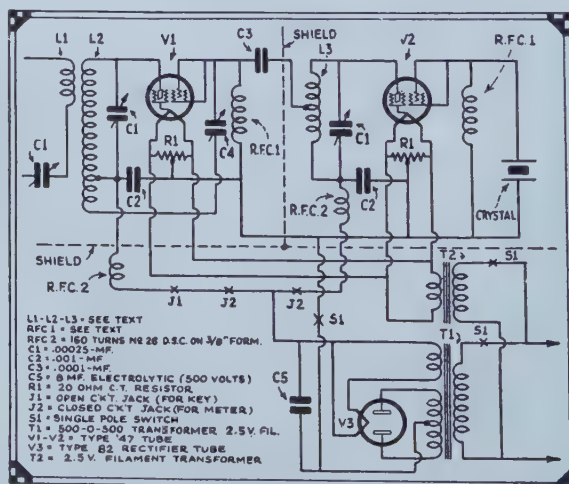 L1
L2
V1
C3
SHIELD
L3
V2
R.F.C.1
C1
C1
C4
R.F.C.1
R1
C2
C1
R1
C2
R.F.C.2
CRYSTAL
SHIELD
R.F.C.2
J1
J2
J2
S1
T2
S1
T1
S1
C5
V3
L1-L2-L3 = SEE TEXT
RFC1 = SEE TEXT
RFC2 = 160 TURNS NO 28 D.S.C. ON 3/8" FORM.
C1 = .00025-MF.
C2 = .001-MF
C3 = .0001-MF.
C5 = 8 MF. ELECTROLYTIC (500 VOLTS)
R1 = 20 OHM C.T. RESISTOR
J1 = OPEN CK'T. JACK (FOR KEY)
J2 = CLOSED CK'T JACK (FOR METER)
S1 = SINGLE POLE SWITCH
T1 = 500-0-500 TRANSFORMER 2.5 V. FIL.
V1-V2 = TYPE '47 TUBE
V3 = TYPE 82 RECTIFIER TUBE
T2 = 2.5 V. FILAMENT TRANSFORMER